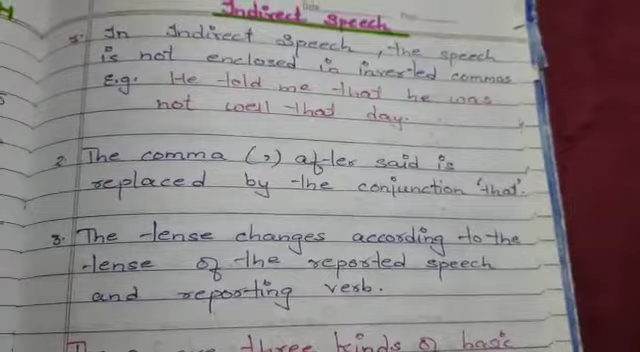 Indirect Speech
1. In Indirect Speech, the speech
is not enclosed in inverted commas
E.g. He told me that he was
not well that day.
2. The comma (,) after said is
replaced by the conjunction 'that'.
3. The tense changes according to the
tense of the reported speech
and reporting verb.
three kinds of basic